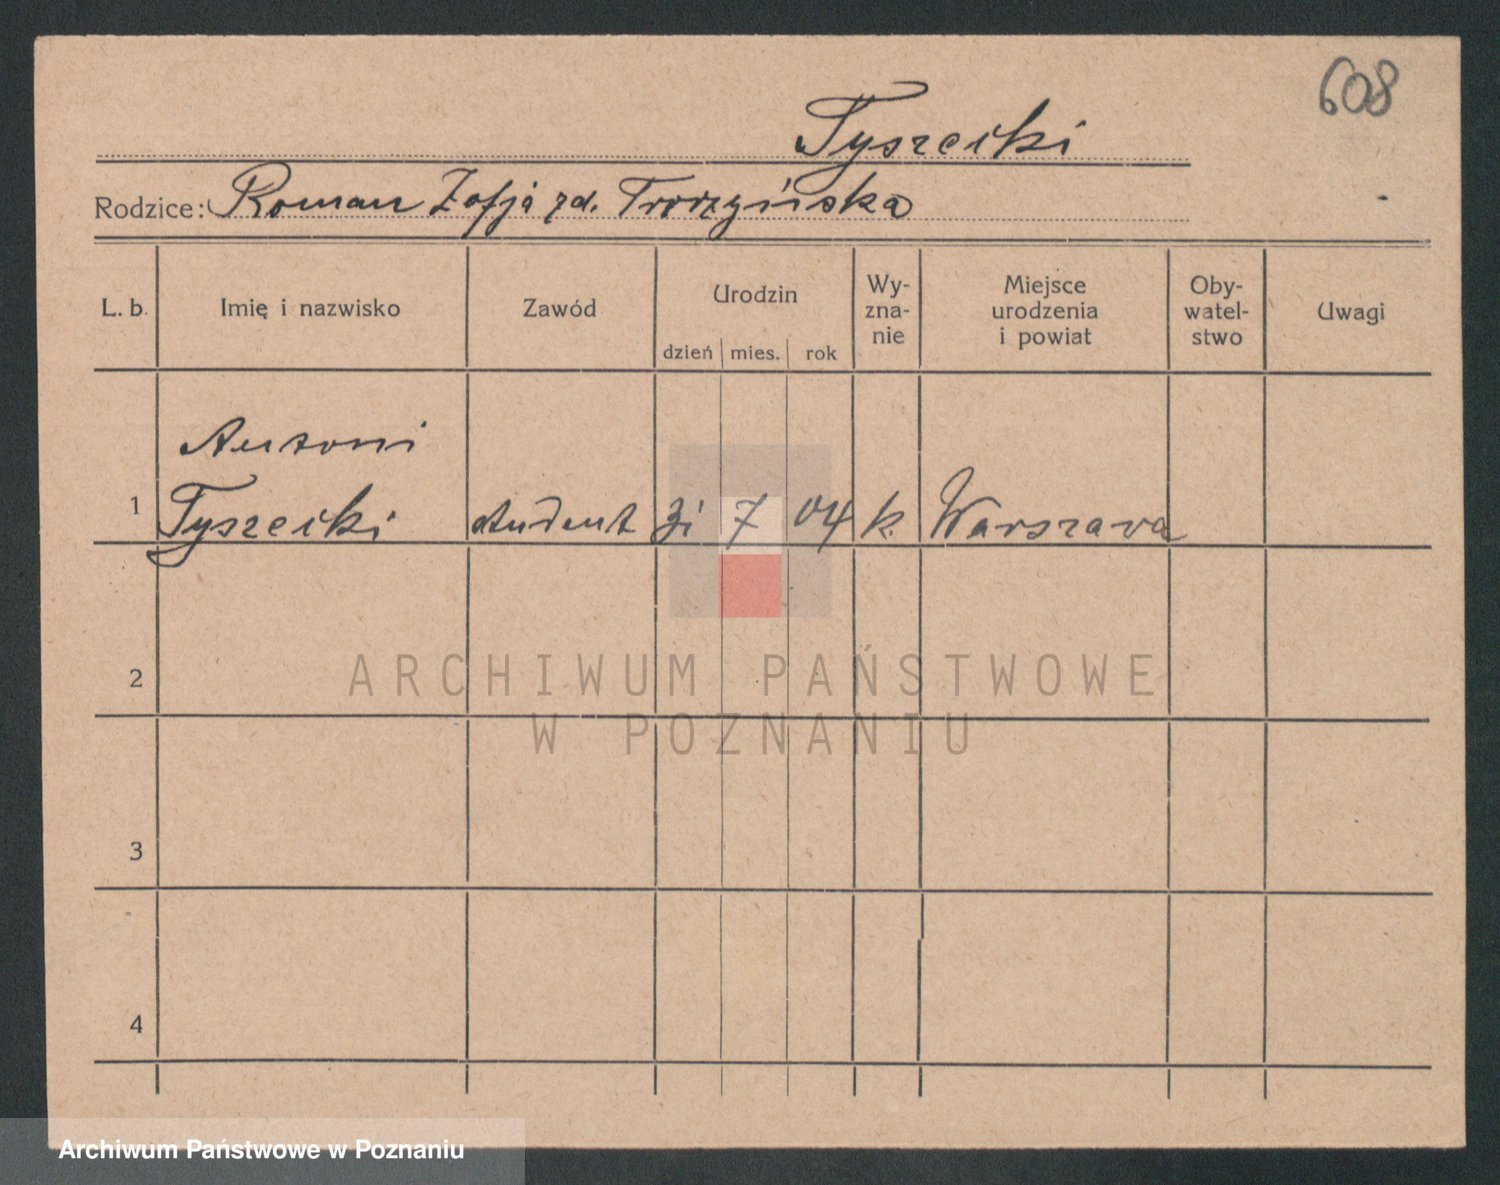 608
Tyszecki
Rodzice: Roman Zofja zd.
L. b. Imię i nazwisko Zawód Urodzin Wy-zna-nie Miejsce urodzenia i powiat Oby-watel-stwo Uwagi
dzień mies. rok
Antoni
1 Tyszecki student 31 7 04 k. Warszawa
2
ARCHIWUM PAŃSTWOWE
W POZNANIU
3
4
Archiwum Państwowe w Poznaniu